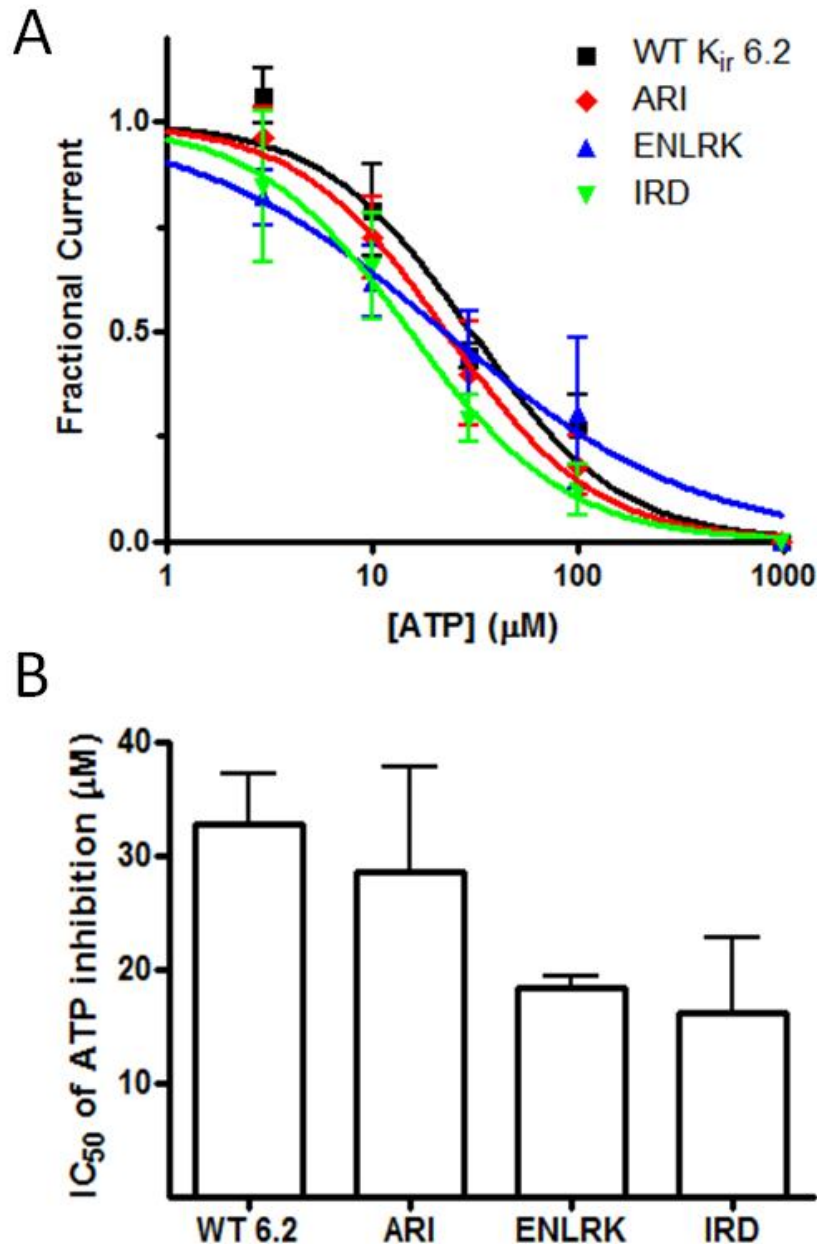 A
WT Kir 6.2
ARI
ENLRK
IRD
Fractional Current
1.0
0.5
0.0
1 10 100 1000
[ATP] (μM)
B
IC50 of ATP inhibition (μM)
40
30
20
10
WT 6.2 ARI ENLRK IRD